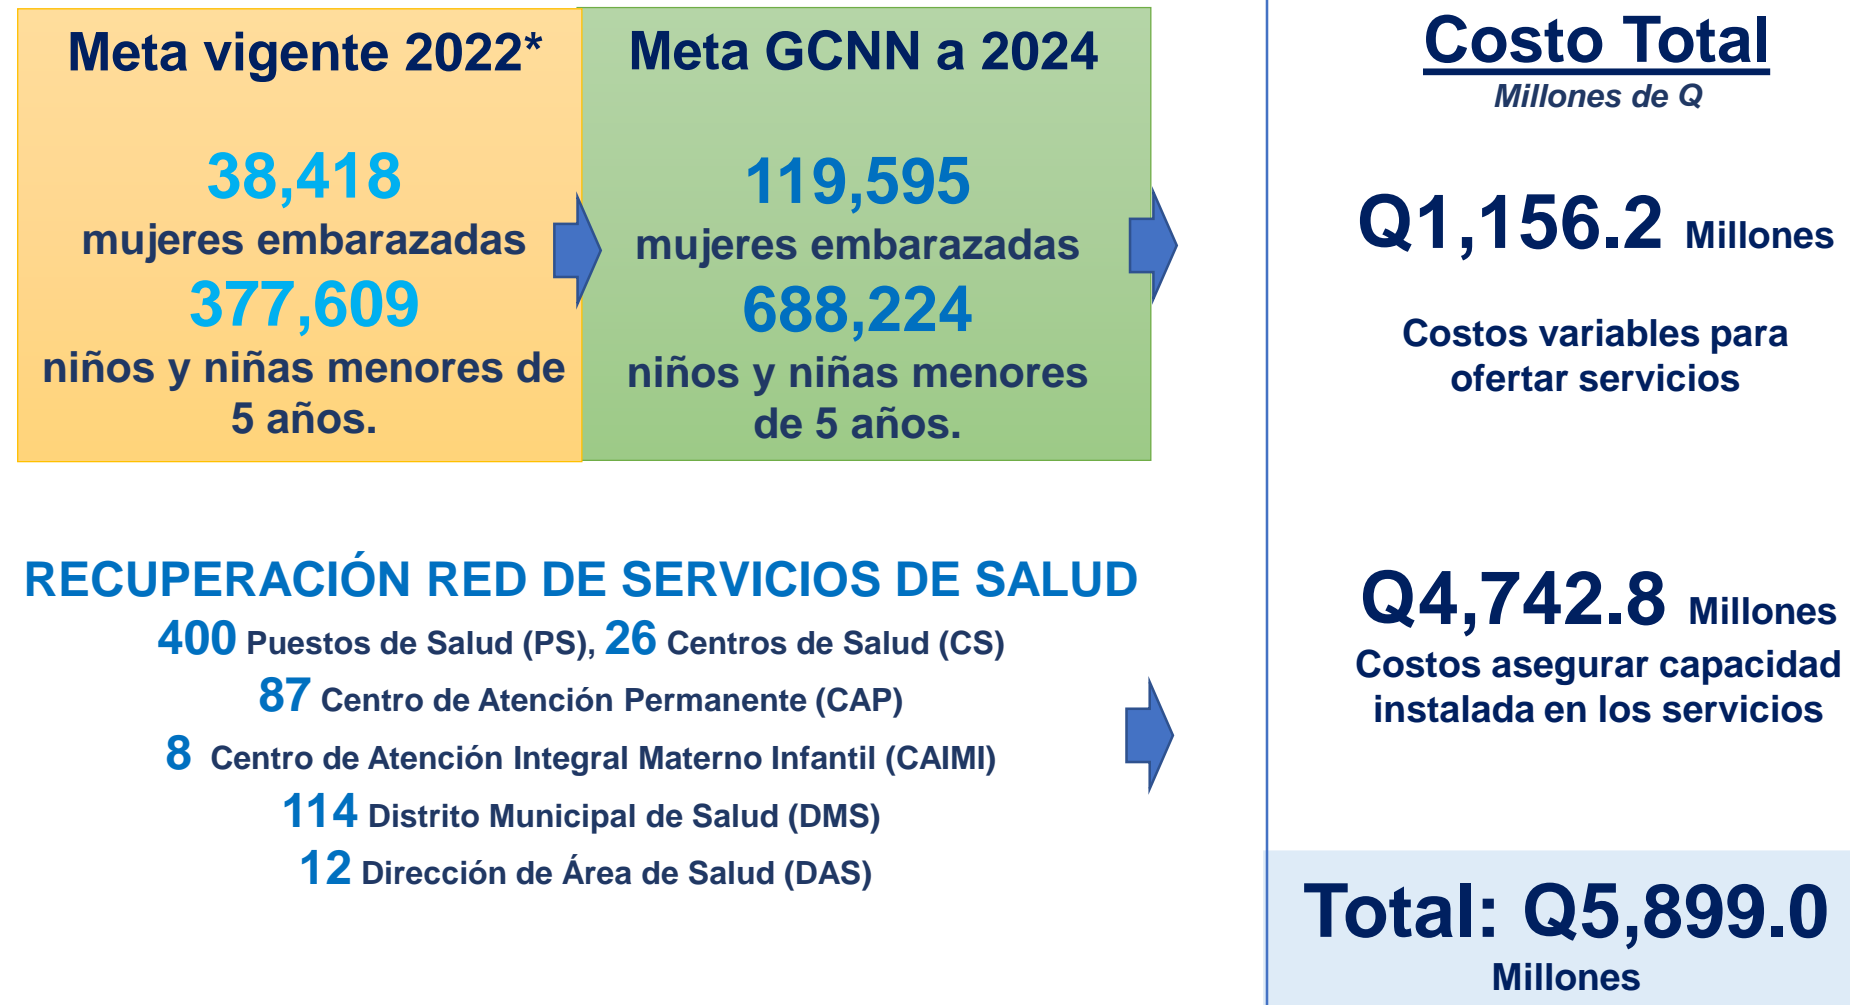 Meta vigente 2022*
38,418
mujeres embarazadas
377,609
niños y niñas menores de
5 años.
Meta GCNN a 2024
119,595
mujeres embarazadas
688,224
niños y niñas menores
de 5 años.
Costo Total
Millones de Q
Q1,156.2 Millones
Costos variables para
ofertar servicios
RECUPERACIÓN RED DE SERVICIOS DE SALUD
400 Puestos de Salud (PS), 26 Centros de Salud (CS)
87 Centro de Atención Permanente (CAP)
8 Centro de Atención Integral Materno Infantil (CAIMI)
114 Distrito Municipal de Salud (DMS)
12 Dirección de Área de Salud (DAS)
Q4,742.8 Millones
Costos asegurar capacidad
instalada en los servicios
Total: Q5,899.0
Millones